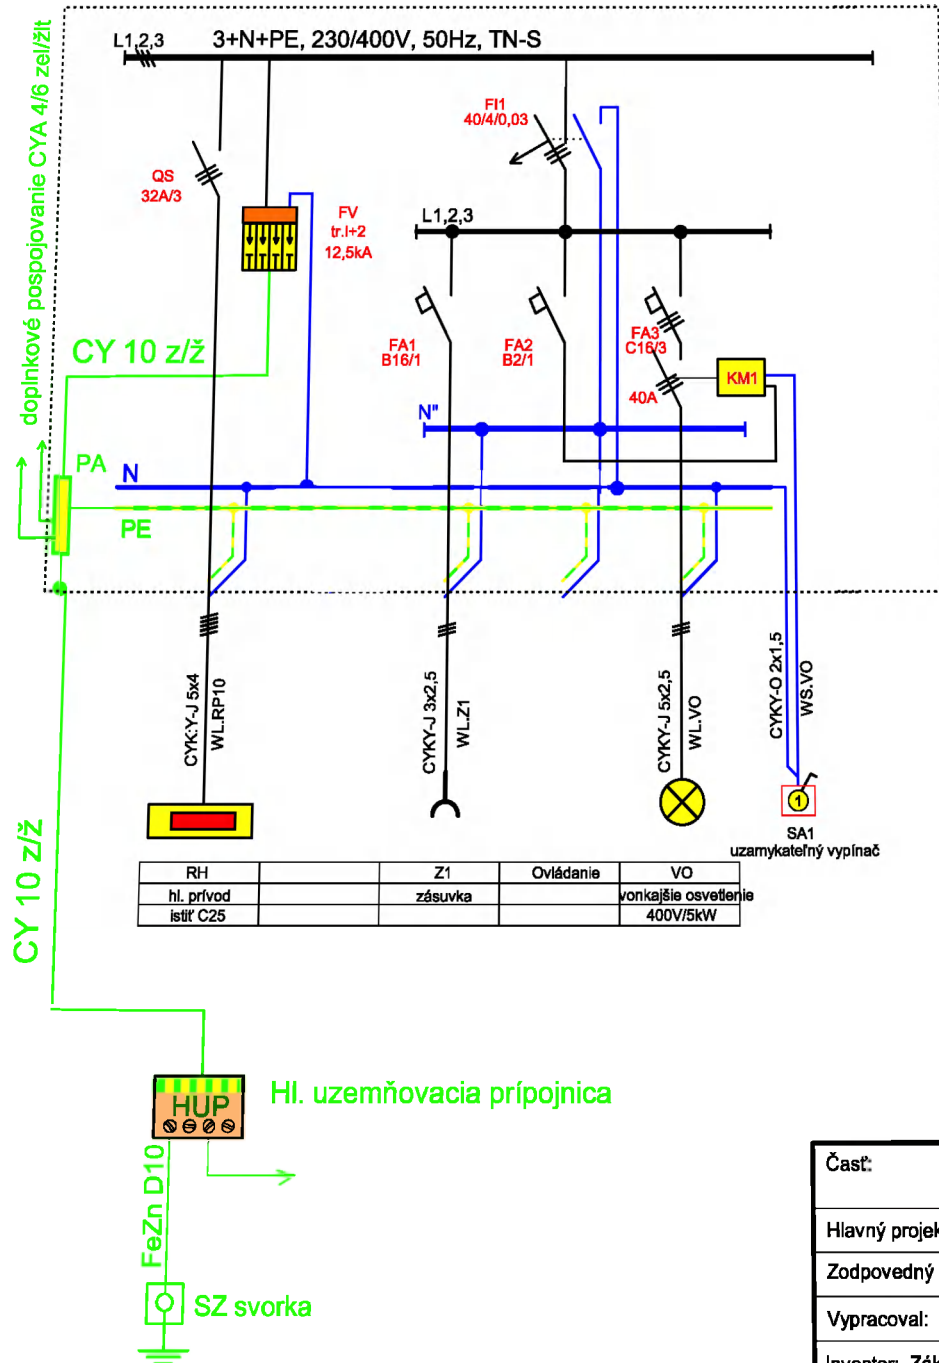 L1,2,3
3+N+PE, 230/400V, 50Hz, TN-S
doplnkové pospojovanie CYA 4/6 zel/žlt
FI1
40/4/0,03
QS
32A/3
FV
tr.I+2
12,5kA
L1,2,3
CY 10 z/ž
FA1
B16/1
FA2
B2/1
FA3
C16/3
KM1
40A
N"
PA
N
PE
CYK:Y-J 5x4
WL.RP10
CYKY-J 3x2,5
WL.Z1
CYKY-J 5x2,5
WL.VO
CYKY-O 2x1,5
WS.VO
1
SA1
uzamykateľný vypínač
RH
Z1
Ovládanie
VO
hl. prívod
zásuvka
vonkajšie osvetlenie
istiť C25
400V/5kW
CY 10 z/ž
HUP
Hl. uzemňovacia prípojnica
FeZn D10
SZ svorka
Časť:
Hlavný projek
Zodpovedný
Vypracoval: